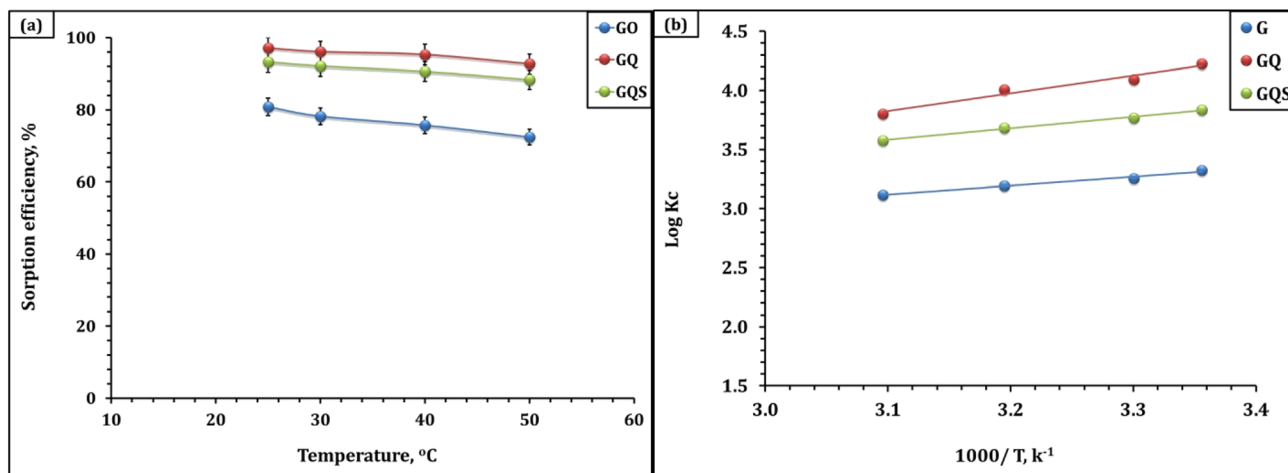 (a)
GO
GQ
GQS
100
80
60
40
20
0
10
20
30
40
50
60
Sorption efficiency, %
Temperature, ºC
(b)
G
GQ
GQS
4.5
4.0
3.5
3.0
2.5
2.0
1.5
3.0
3.1
3.2
3.3
3.4
Log Kc
1000/ T, k⁻¹